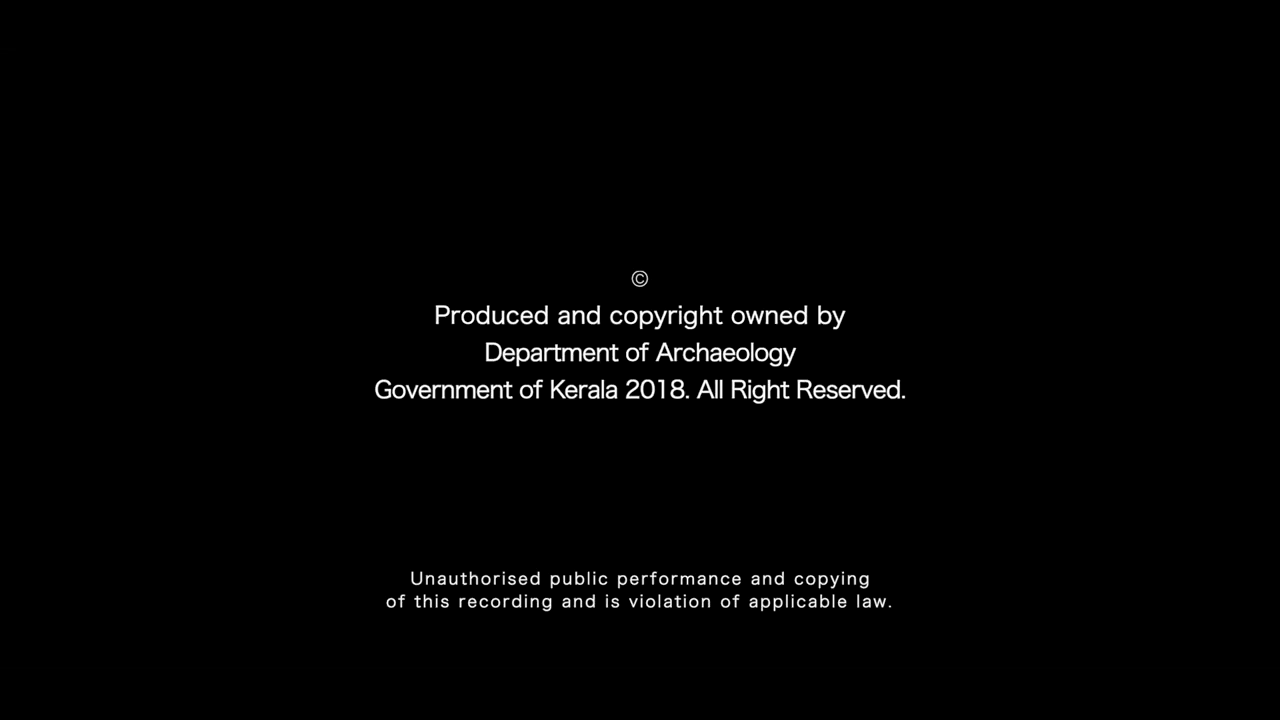 ©
Produced and copyright owned by
Department of Archaeology
Government of Kerala 2018. All Right Reserved.
Unauthorised public performance and copying
of this recording and is violation of applicable law.